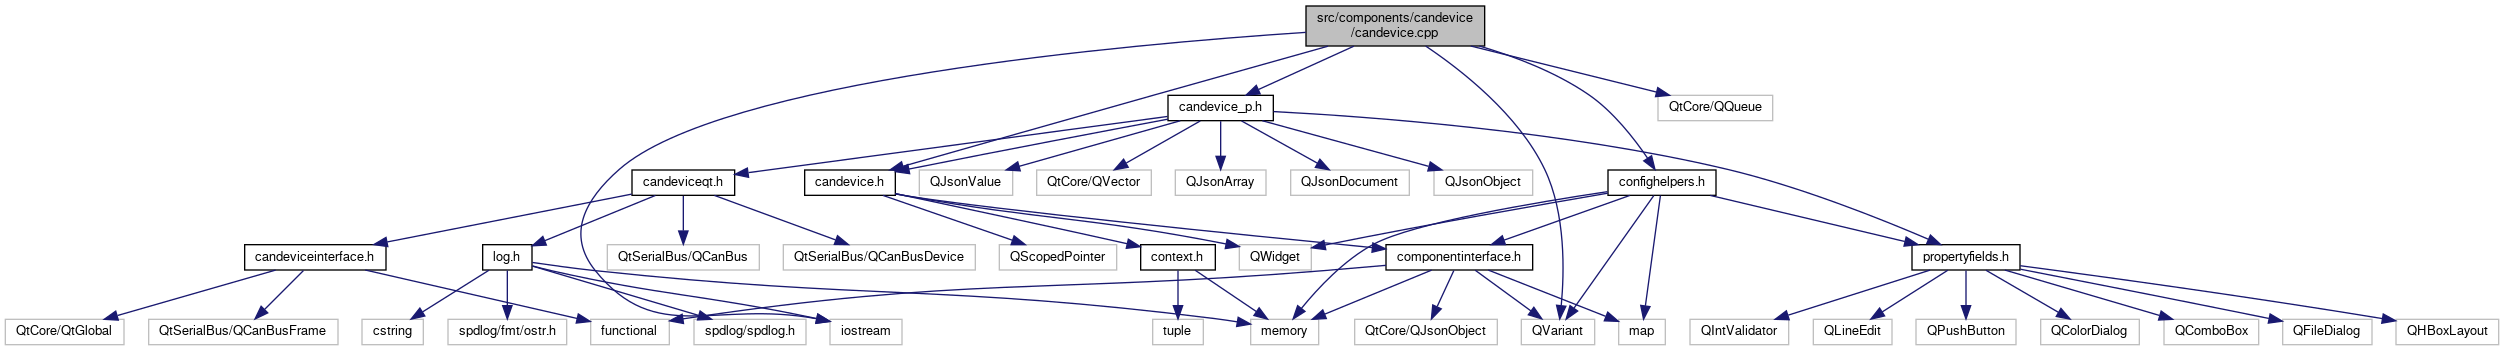 src/components/candevice
/candevice.cpp
candevice_p.h
QtCore/QQueue
candeviceqt.h
candevice.h
QJsonValue
QtCore/QVector
QJsonArray
QJsonDocument
QJsonObject
confighelpers.h
candeviceinterface.h
log.h
QtSerialBus/QCanBus
QtSerialBus/QCanBusDevice
QScopedPointer
context.h
QWidget
componentinterface.h
propertyfields.h
QtCore/QtGlobal
QtSerialBus/QCanBusFrame
cstring
spdlog/fmt/ostr.h
functional
spdlog/spdlog.h
iostream
tuple
memory
QtCore/QJsonObject
QVariant
map
QIntValidator
QLineEdit
QPushButton
QColorDialog
QComboBox
QFileDialog
QHBoxLayout